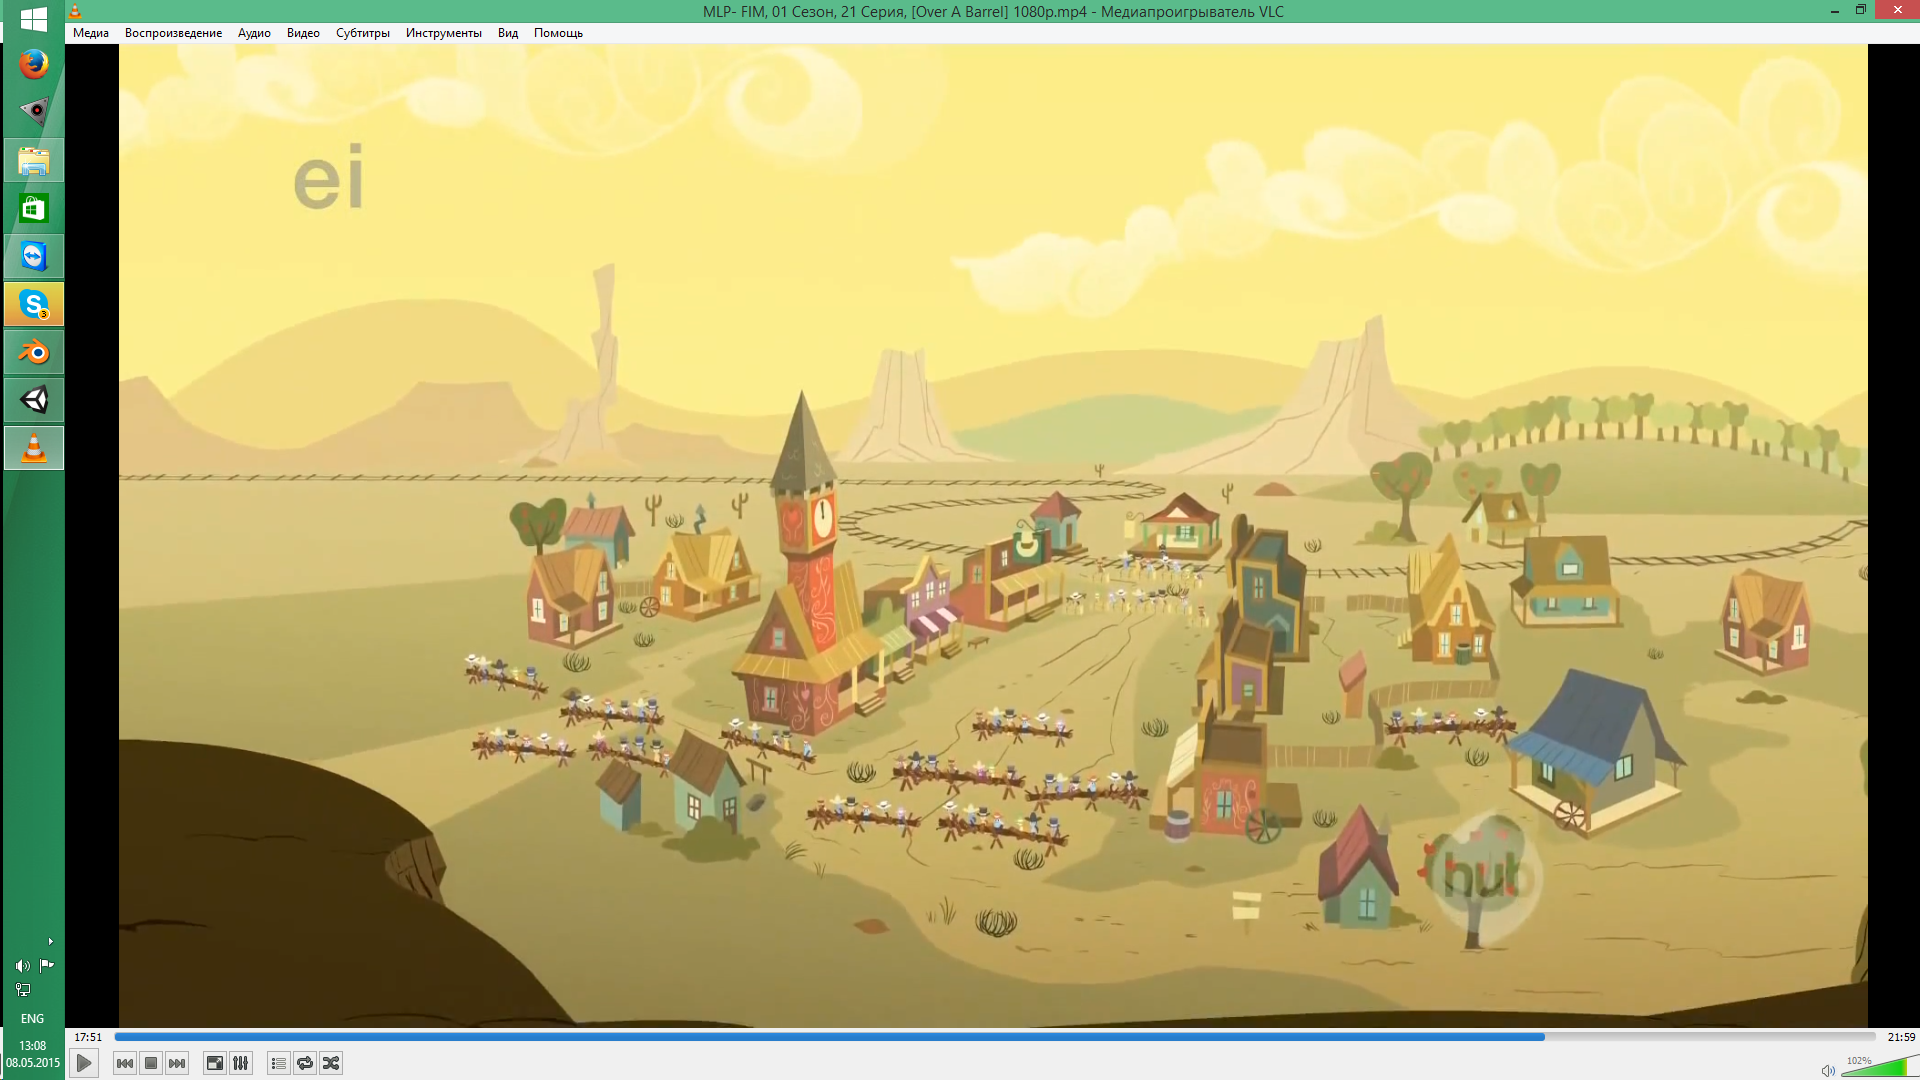 MLP- FIM, 01 Сезон, 21 Серия, [Over A Barrel] 1080p.mp4 - Медиапроигрыватель VLC
Медиа Воспроизведение Аудио Видео Субтитры Инструменты Вид Помощь
ei
hub
3
ENG
13:08
08.05.2015
17:51
21:59
102%